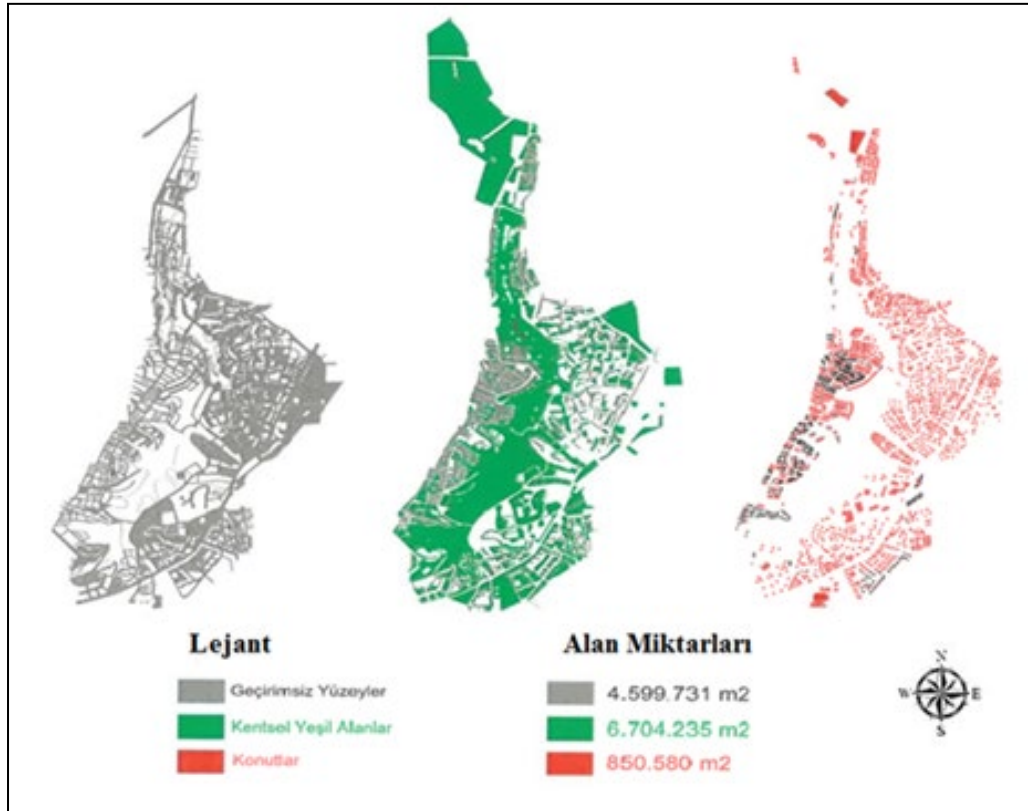 Lejant
Geçirimsiz Yüzeyler
Kentsel Yeşil Alanlar
Konutlar
Alan Miktarları
4.599.731 m2
6.704.235 m2
850.580 m2
N
W E
S